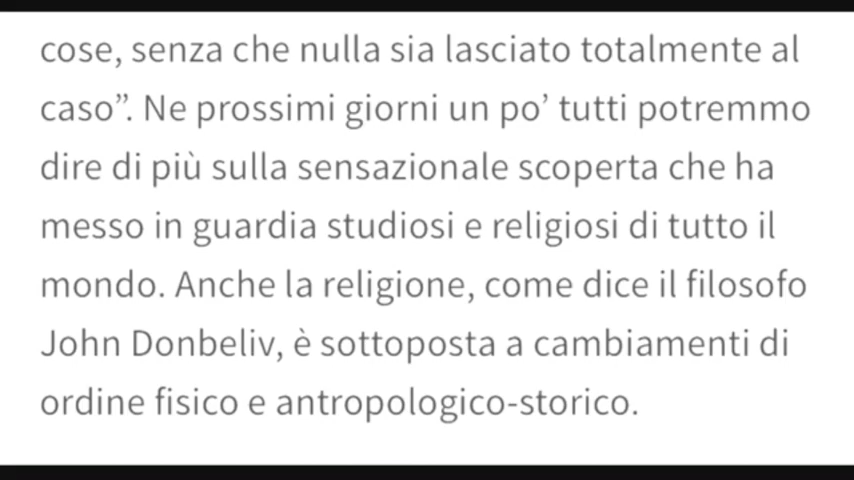 cose, senza che nulla sia lasciato totalmente al
caso”. Ne prossimi giorni un po’ tutti potremmo
dire di più sulla sensazionale scoperta che ha
messo in guardia studiosi e religiosi di tutto il
mondo. Anche la religione, come dice il filosofo
John Donbeliv, è sottoposta a cambiamenti di
ordine fisico e antropologico-storico.